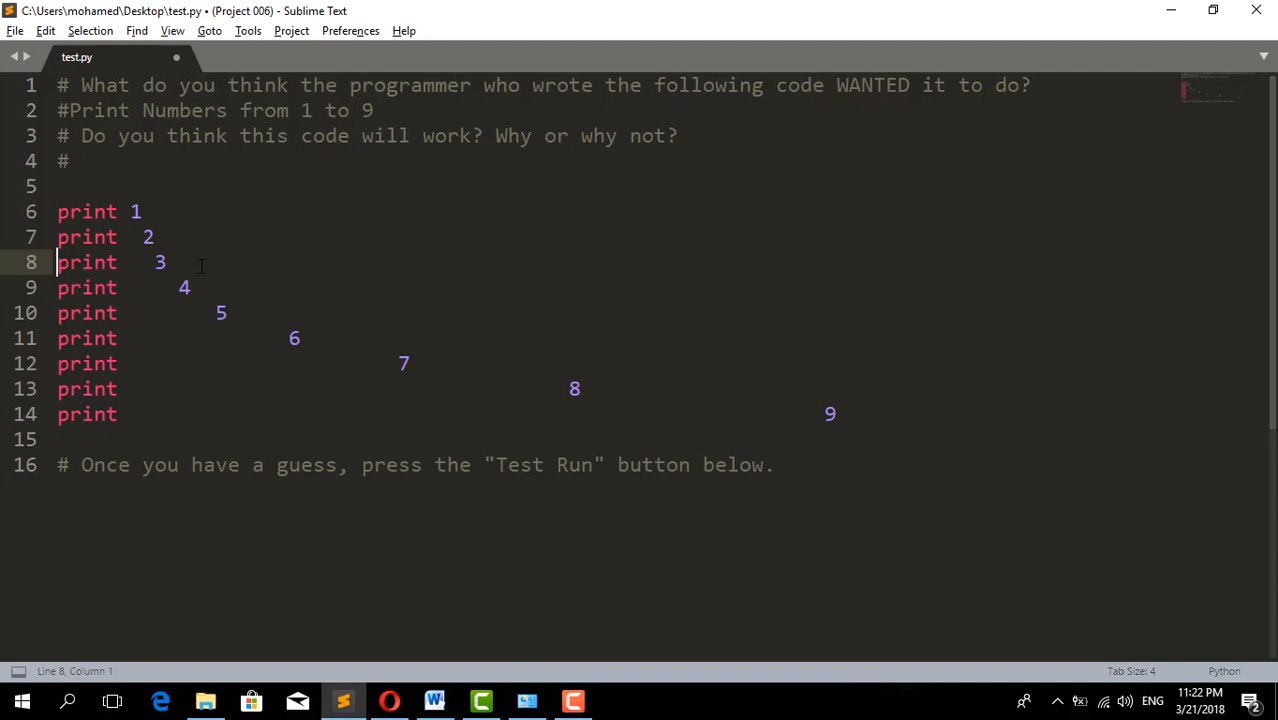 C:\Users\mohamed\Desktop\test.py • (Project 006) - Sublime Text
File Edit Selection Find View Goto Tools Project Preferences Help
test.py
1 # What do you think the programmer who wrote the following code WANTED it to do?
2 #Print Numbers from 1 to 9
3 # Do you think this code will work? Why or why not?
4 #
5
6 print 1
7 print  2
8 print   3
9 print     4
10 print        5
11 print              6
12 print                       7
13 print                                     8
14 print                                                          9
15
16 # Once you have a guess, press the "Test Run" button below.
Line 8, Column 1 Tab Size: 4 Python
ENG 11:22 PM
3/21/2018 2